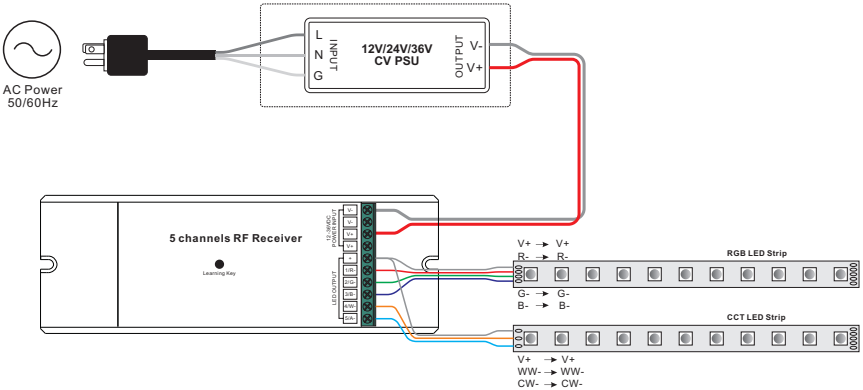 AC Power
50/60Hz
L
N
G
INPUT
12V/24V/36V
CV PSU
OUTPUT
V-
V+
5 channels RF Receiver
Learning Key
12-36VDC
POWER INPUT
LED OUTPUT
V-
V-
V+
V+
+
1/R-
2/G-
3/B-
4/W-
5/A-
V+ → V+
R- → R-
RGB LED Strip
G- → G-
B- → B-
CCT LED Strip
V+ → V+
WW- → WW-
CW- → CW-